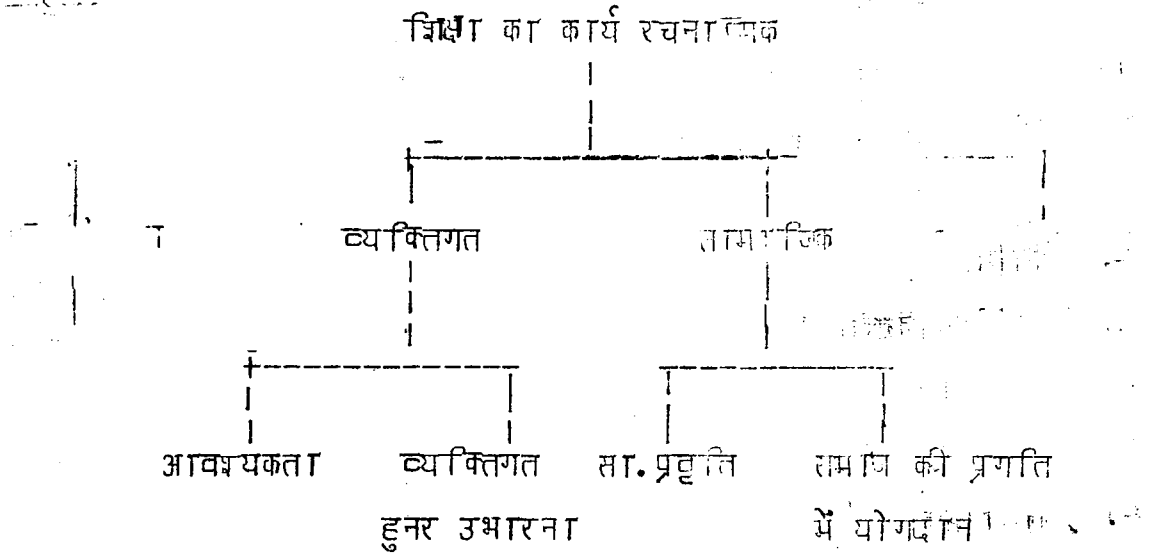 शिक्षा का कार्य रचनात्मक
व्यक्तिगत सामाजिक
आवश्यकता व्यक्तिगत सा. प्रवृति समाज की प्रगति
हुनर उभारना में योगदान